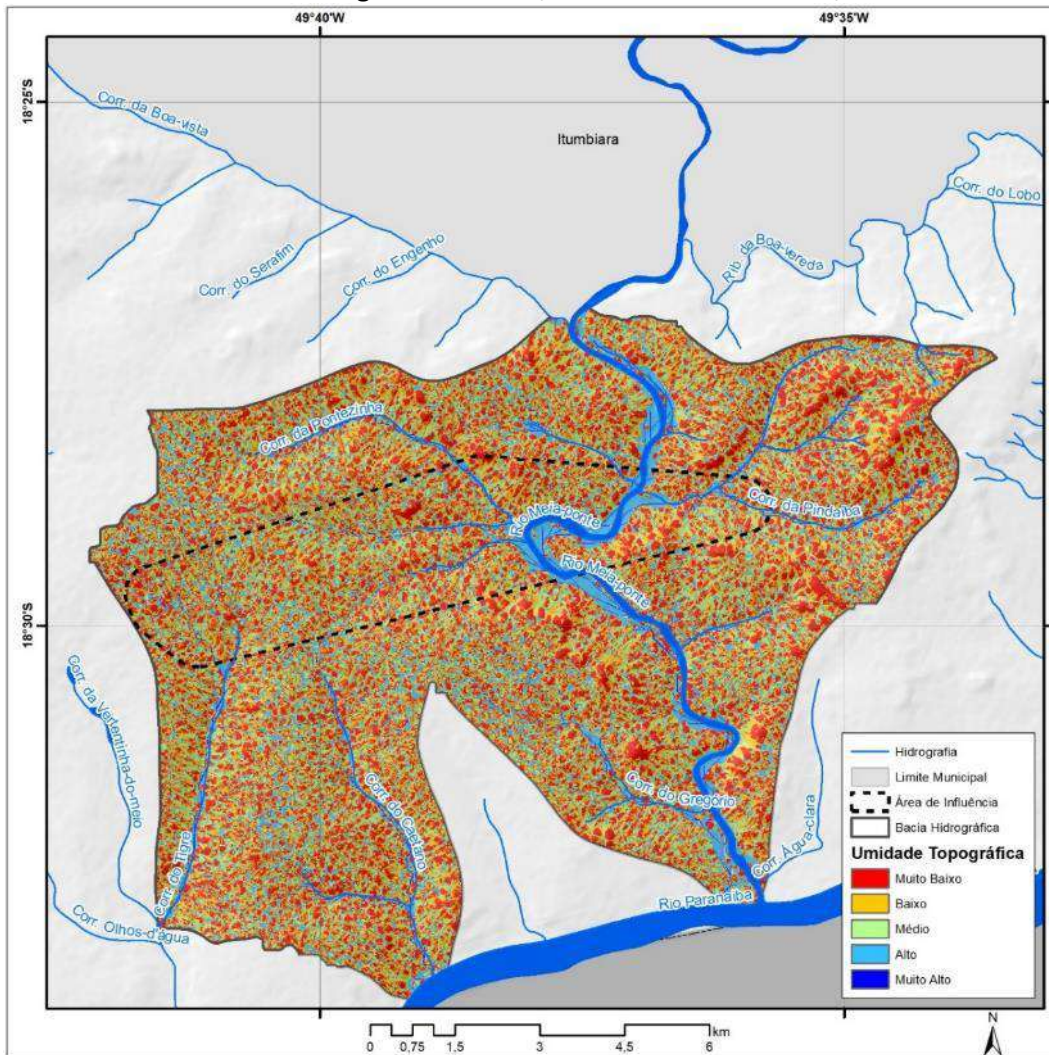 49°40'W
49°35'W
18°25'S
Corr. da Boa-vista
Itumbiara
Corr. do Lobo
Corr. do Serafim
Corr. do Engenho
Rib. da Boa-vereda
Corr. da Pontezinha
Rio Meia-ponte
Corr. da Pindaíba
Rio Meia-ponte
18°30'S
Corr. da Vertentinha-do-meio
Corr. do Tigre
Corr. do Caetano
Corr. do Gregório
Corr. Água-clara
Rio Paranaíba
Corr. Olhos-d'água
Hidrografia
Limite Municipal
Área de Influência
Bacia Hidrográfica
Umidade Topográfica
Muito Baixo
Baixo
Médio
Alto
Muito Alto
N
km
0 0,75 1,5 3 4,5 6